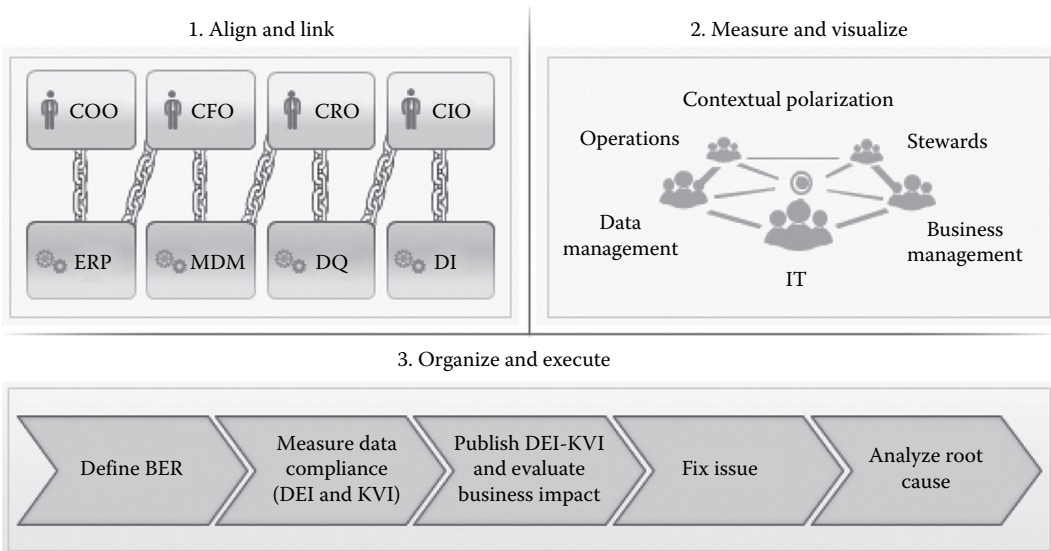 1. Align and link
COO
CFO
CRO
CIO
ERP
MDM
DQ
DI
2. Measure and visualize
Contextual polarization
Operations
Stewards
Data
management
Business
management
IT
3. Organize and execute
Define BER
Measure data
compliance
(DEI and KVI)
Publish DEI-KVI
and evaluate
business impact
Fix issue
Analyze root
cause